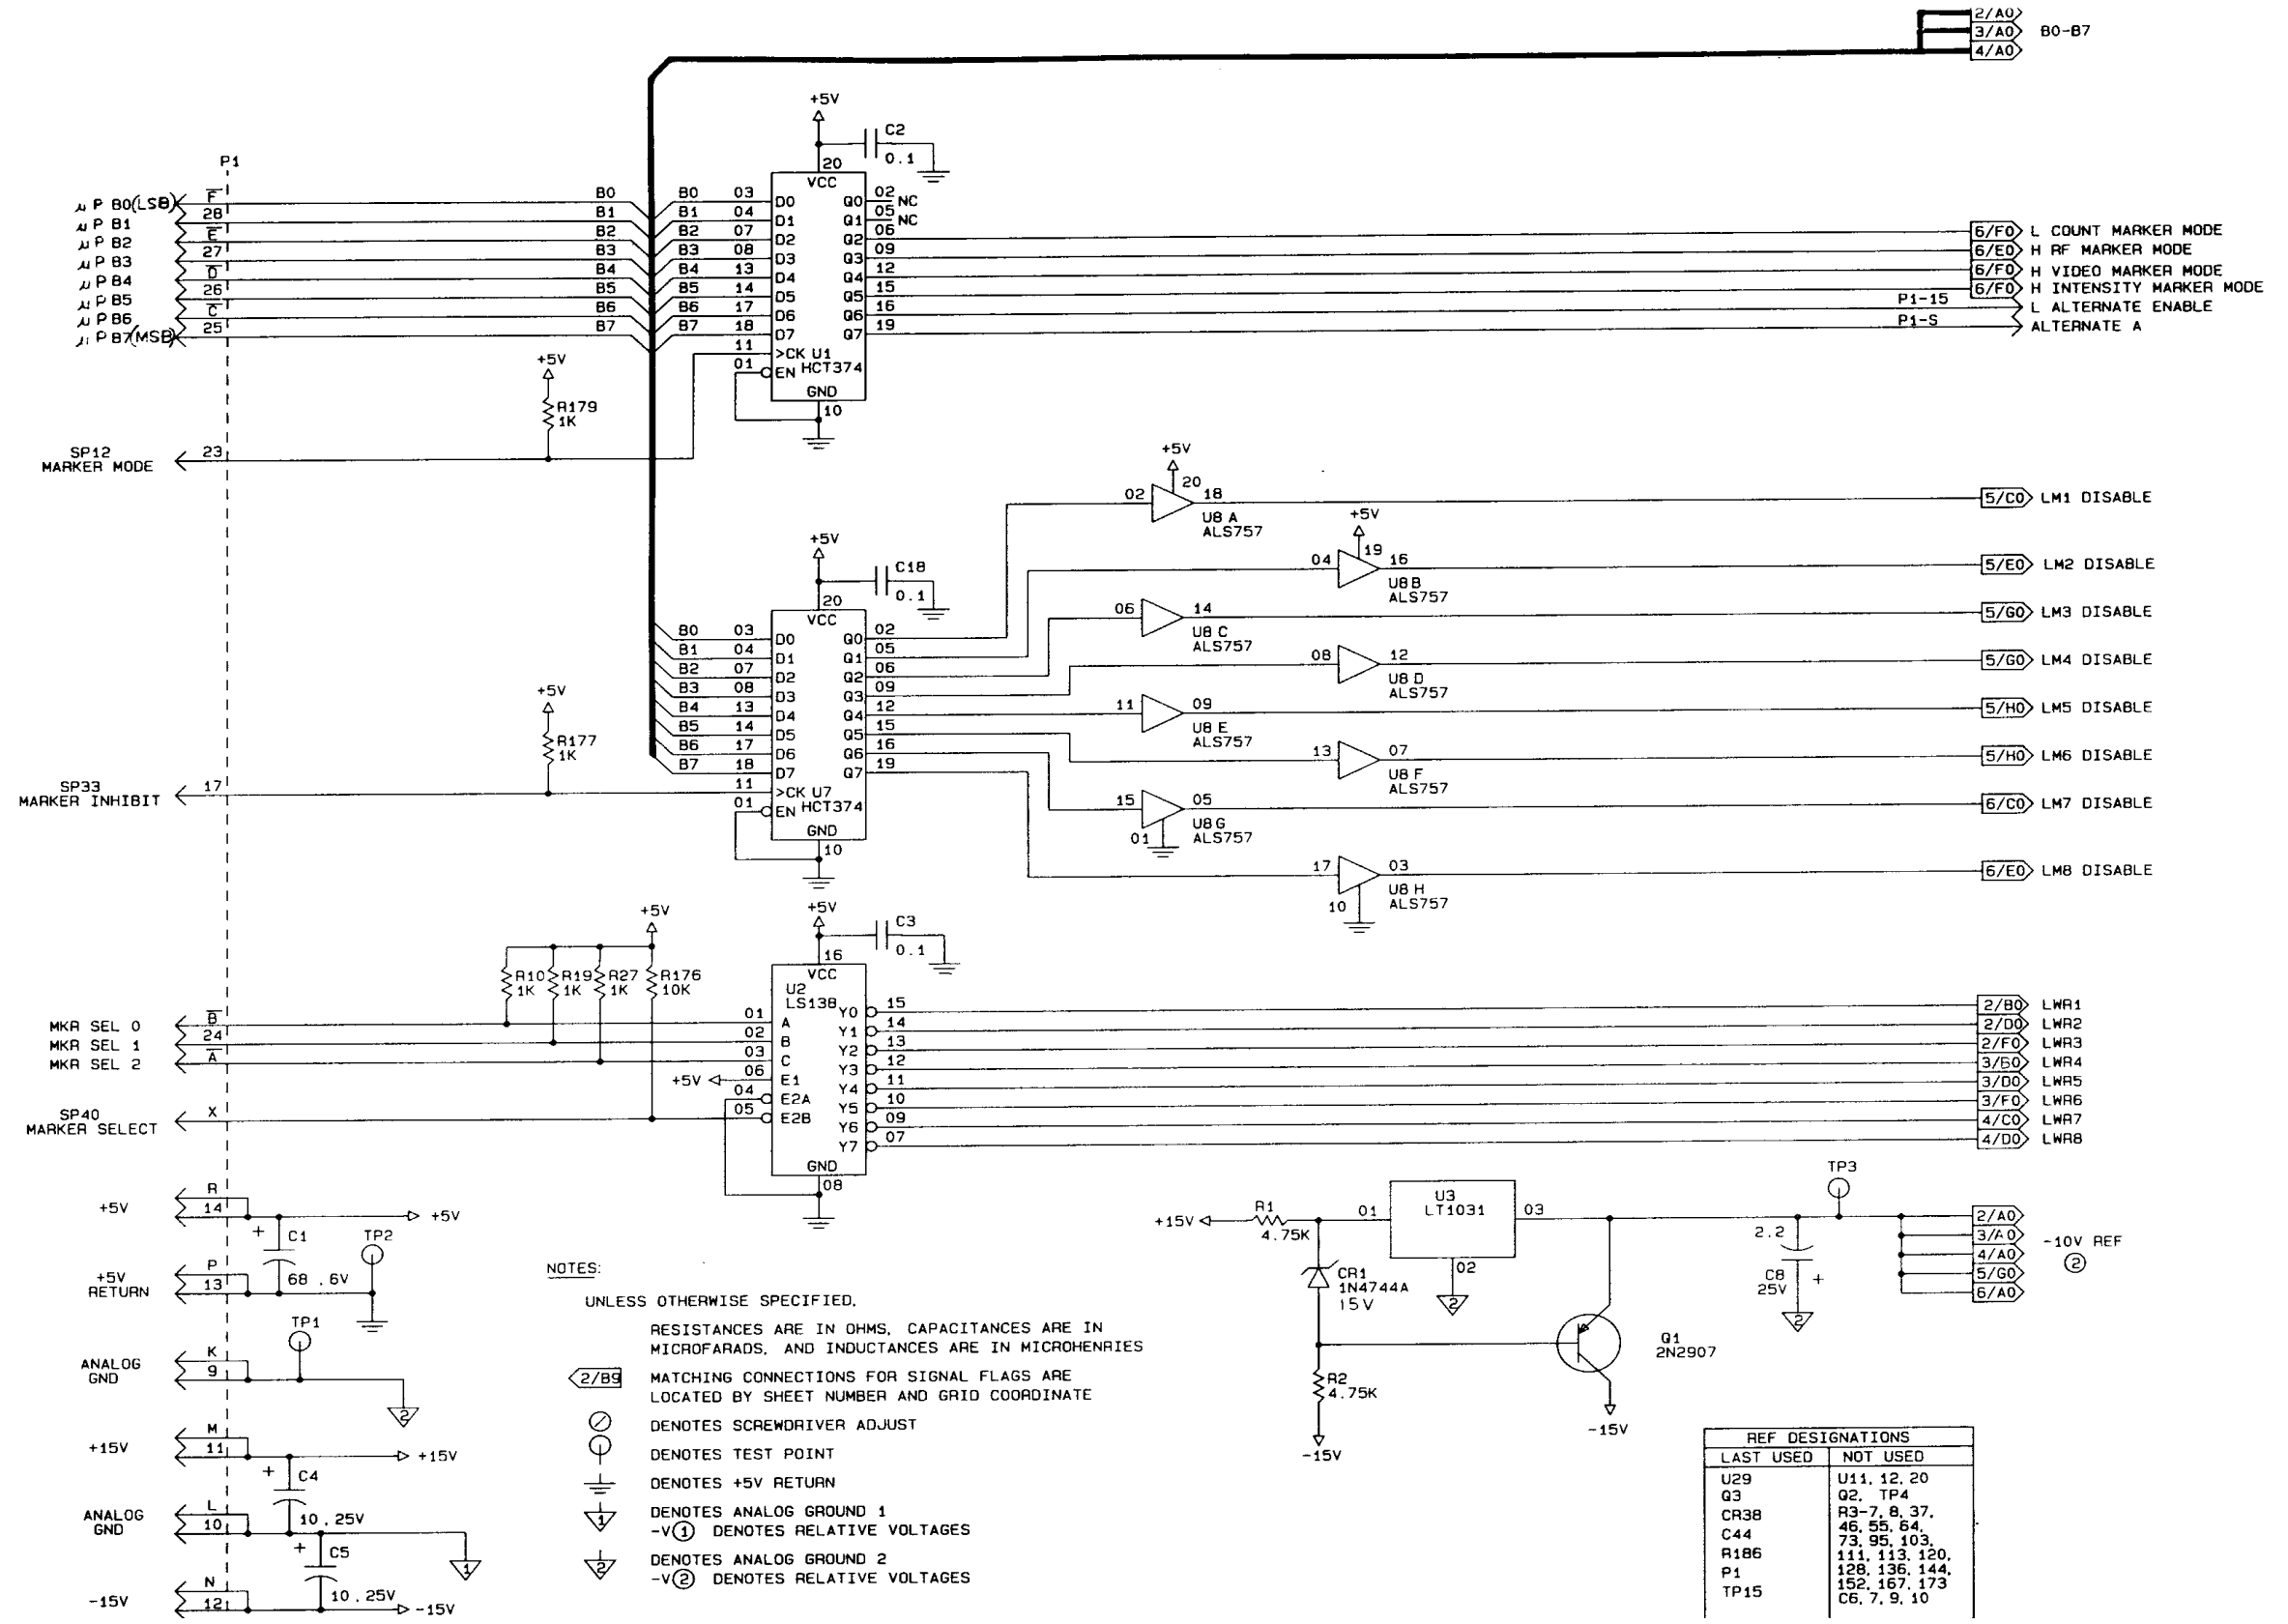 2/A0
3/A0 B0-B7
4/A0
+5V
C2
0.1
P1
20
VCC
μP B0(LSB) F B0 B0 03 D0 Q0 02 NC
μP B1 28 B1 B1 04 D1 Q1 05 NC
μP B2 E B2 B2 07 D2 Q2 06 6/F0 L COUNT MARKER MODE
μP B3 27 B3 B3 08 D3 Q3 09 6/E0 H RF MARKER MODE
μP B4 D B4 B4 13 D4 Q4 12 6/F0 H VIDEO MARKER MODE
μP B5 26 B5 B5 14 D5 Q5 15 6/F0 H INTENSITY MARKER MODE
μP B6 C B6 B6 17 D6 Q6 16 P1-15 L ALTERNATE ENABLE
μP B7(MSB) 25 B7 B7 18 D7 Q7 19 P1-S ALTERNATE A
11 >CK U1
01 EN HCT374
GND
10
+5V
R179
1K
SP12
MARKER MODE 23
+5V
02 20 18 5/C0 LM1 DISABLE
U8 A
ALS757
+5V
04 19 16 5/E0 LM2 DISABLE
U8 B
ALS757
06 14 5/G0 LM3 DISABLE
U8 C
ALS757
08 12 5/G0 LM4 DISABLE
U8 D
ALS757
11 09 5/H0 LM5 DISABLE
U8 E
ALS757
13 07 5/H0 LM6 DISABLE
U8 F
ALS757
15 05 6/C0 LM7 DISABLE
01 U8 G
ALS757
17 03 6/E0 LM8 DISABLE
U8 H
10 ALS757
+5V
C18
0.1
20
VCC
B0 03 D0 Q0 02
B1 04 D1 Q1 05
B2 07 D2 Q2 06
B3 08 D3 Q3 09
B4 13 D4 Q4 12
B5 14 D5 Q5 15
B6 17 D6 Q6 16
B7 18 D7 Q7 19
11 >CK U7
01 EN HCT374
GND
10
+5V
R177
1K
SP33
MARKER INHIBIT 17
+5V
R10 R19 R27 R176
1K 1K 1K 10K
+5V
C3
0.1
16
VCC
U2
LS138
MKR SEL 0 B 01 A
MKR SEL 1 24 02 B
MKR SEL 2 A 03 C
+5V 06 E1
04 E2A
05 E2B
SP40
MARKER SELECT X
GND
08
Y0 15 2/B0 LWR1
Y1 14 2/D0 LWR2
Y2 13 2/F0 LWR3
Y3 12 3/B0 LWR4
Y4 11 3/D0 LWR5
Y5 10 3/F0 LWR6
Y6 09 4/C0 LWR7
Y7 07 4/D0 LWR8
+5V R 14 +5V
+ C1 TP2
68 . 6V
+5V
RETURN P 13
TP1
ANALOG
GND K 9 2
+15V M 11 +15V
+ C4
10 . 25V
ANALOG
GND L 10 1
+ C5
10 . 25V
-15V N 12 -15V
NOTES:
UNLESS OTHERWISE SPECIFIED,
RESISTANCES ARE IN OHMS, CAPACITANCES ARE IN
MICROFARADS, AND INDUCTANCES ARE IN MICROHENRIES
2/B9 MATCHING CONNECTIONS FOR SIGNAL FLAGS ARE
LOCATED BY SHEET NUMBER AND GRID COORDINATE
DENOTES SCREWDRIVER ADJUST
DENOTES TEST POINT
DENOTES +5V RETURN
1 DENOTES ANALOG GROUND 1
-V① DENOTES RELATIVE VOLTAGES
2 DENOTES ANALOG GROUND 2
-V② DENOTES RELATIVE VOLTAGES
+15V R1
4.75K
01 U3 03
LT1031
02
2
CR1
1N4744A
15V
R2
4.75K
-15V
Q1
2N2907
-15V
TP3
2.2
C8 +
25V
2
2/A0
3/A0
4/A0 -10V REF
5/G0 ②
6/A0
REF DESIGNATIONS
LAST USED NOT USED
U29 U11, 12, 20
Q3 Q2, TP4
CR38 R3-7, 8, 37,
C44 46, 55, 64,
73, 95, 103,
R186 111, 113, 120,
P1 128, 136, 144,
TP15 152, 167, 173
C6, 7, 9, 10